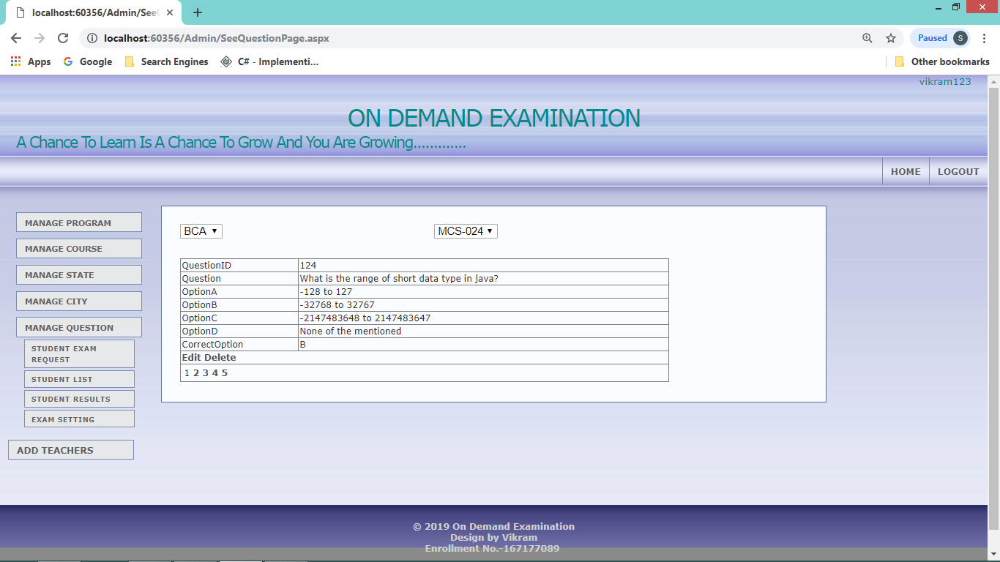 localhost:60356/Admin/SeeQ
localhost:60356/Admin/SeeQuestionPage.aspx
Paused S
Apps Google Search Engines C# - Implementi... Other bookmarks
vikram123
ON DEMAND EXAMINATION
A Chance To Learn Is A Chance To Grow And You Are Growing.............
HOME LOGOUT
MANAGE PROGRAM
MANAGE COURSE
MANAGE STATE
MANAGE CITY
MANAGE QUESTION
STUDENT EXAM
REQUEST
STUDENT LIST
STUDENT RESULTS
EXAM SETTING
ADD TEACHERS
BCA MCS-024
QuestionID 124
Question What is the range of short data type in java?
OptionA -128 to 127
OptionB -32768 to 32767
OptionC -2147483648 to 2147483647
OptionD None of the mentioned
CorrectOption B
Edit Delete
1 2 3 4 5
© 2019 On Demand Examination
Design by Vikram
Enrollment No.-167177089